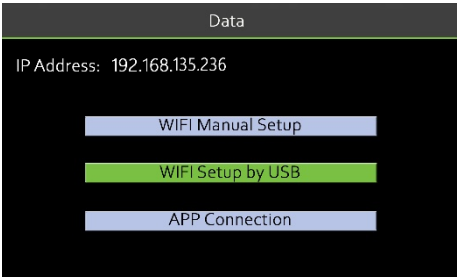 Data
IP Address: 192.168.135.236
WIFI Manual Setup
WIFI Setup by USB
APP Connection